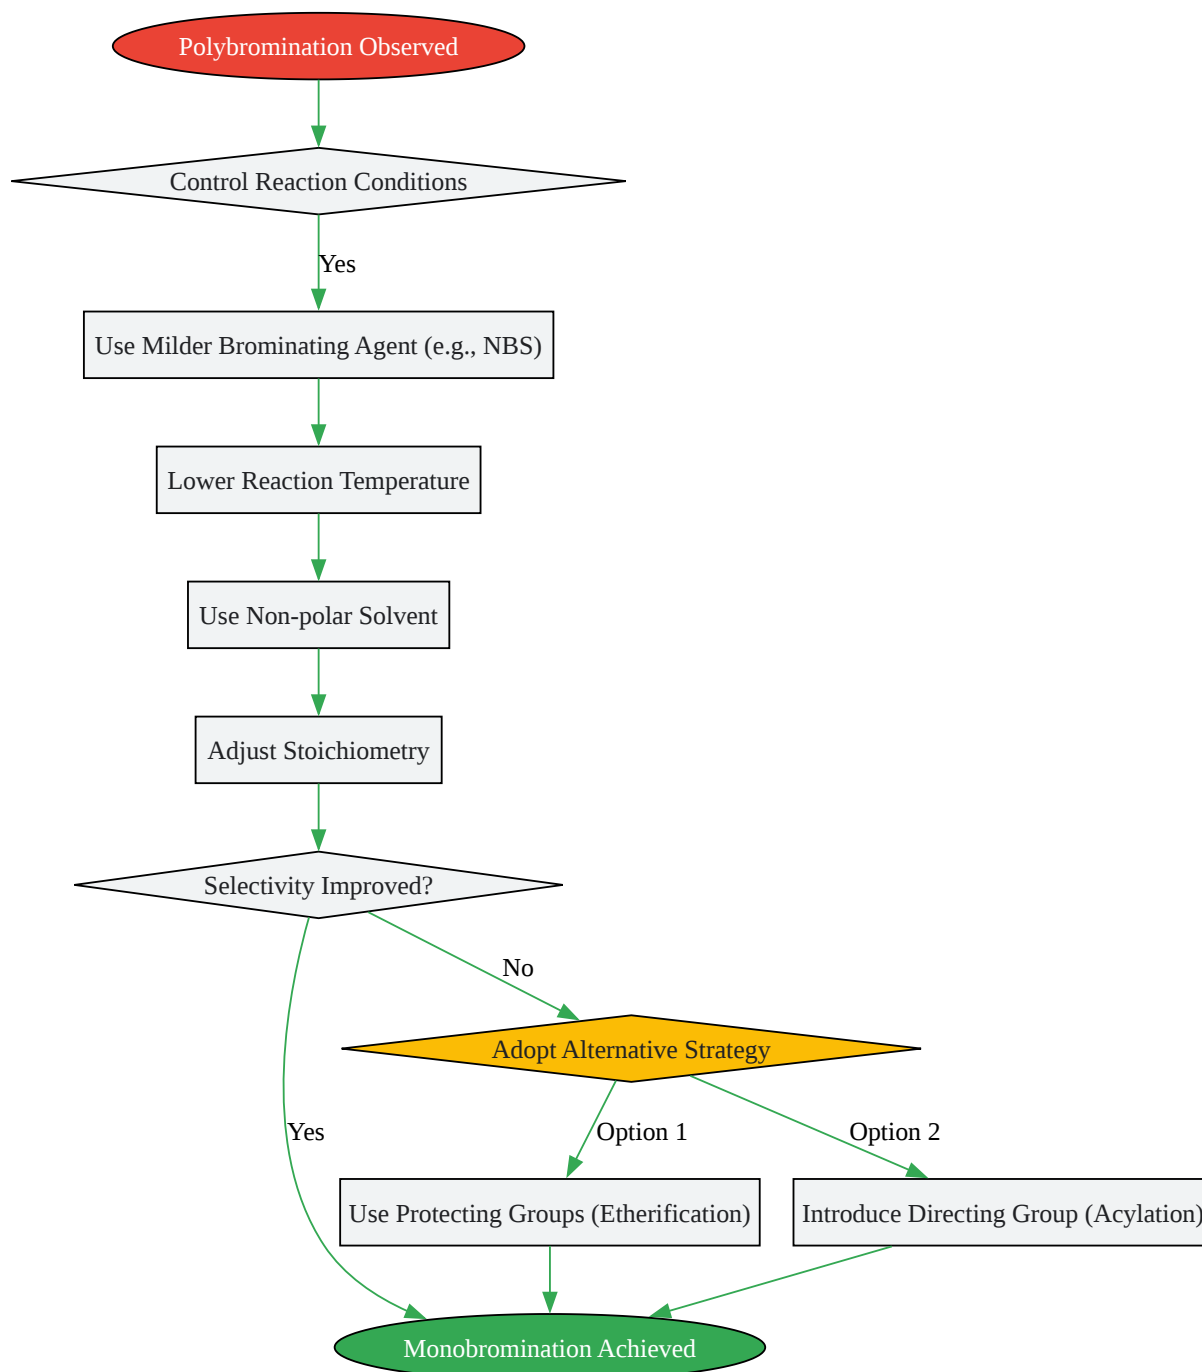 Polybromination Observed
Control Reaction Conditions
Yes
Use Milder Brominating Agent (e.g., NBS)
Lower Reaction Temperature
Use Non-polar Solvent
Adjust Stoichiometry
Selectivity Improved?
No
Adopt Alternative Strategy
Yes
Option 1
Option 2
Use Protecting Groups (Etherification)
Introduce Directing Group (Acylation)
Monobromination Achieved